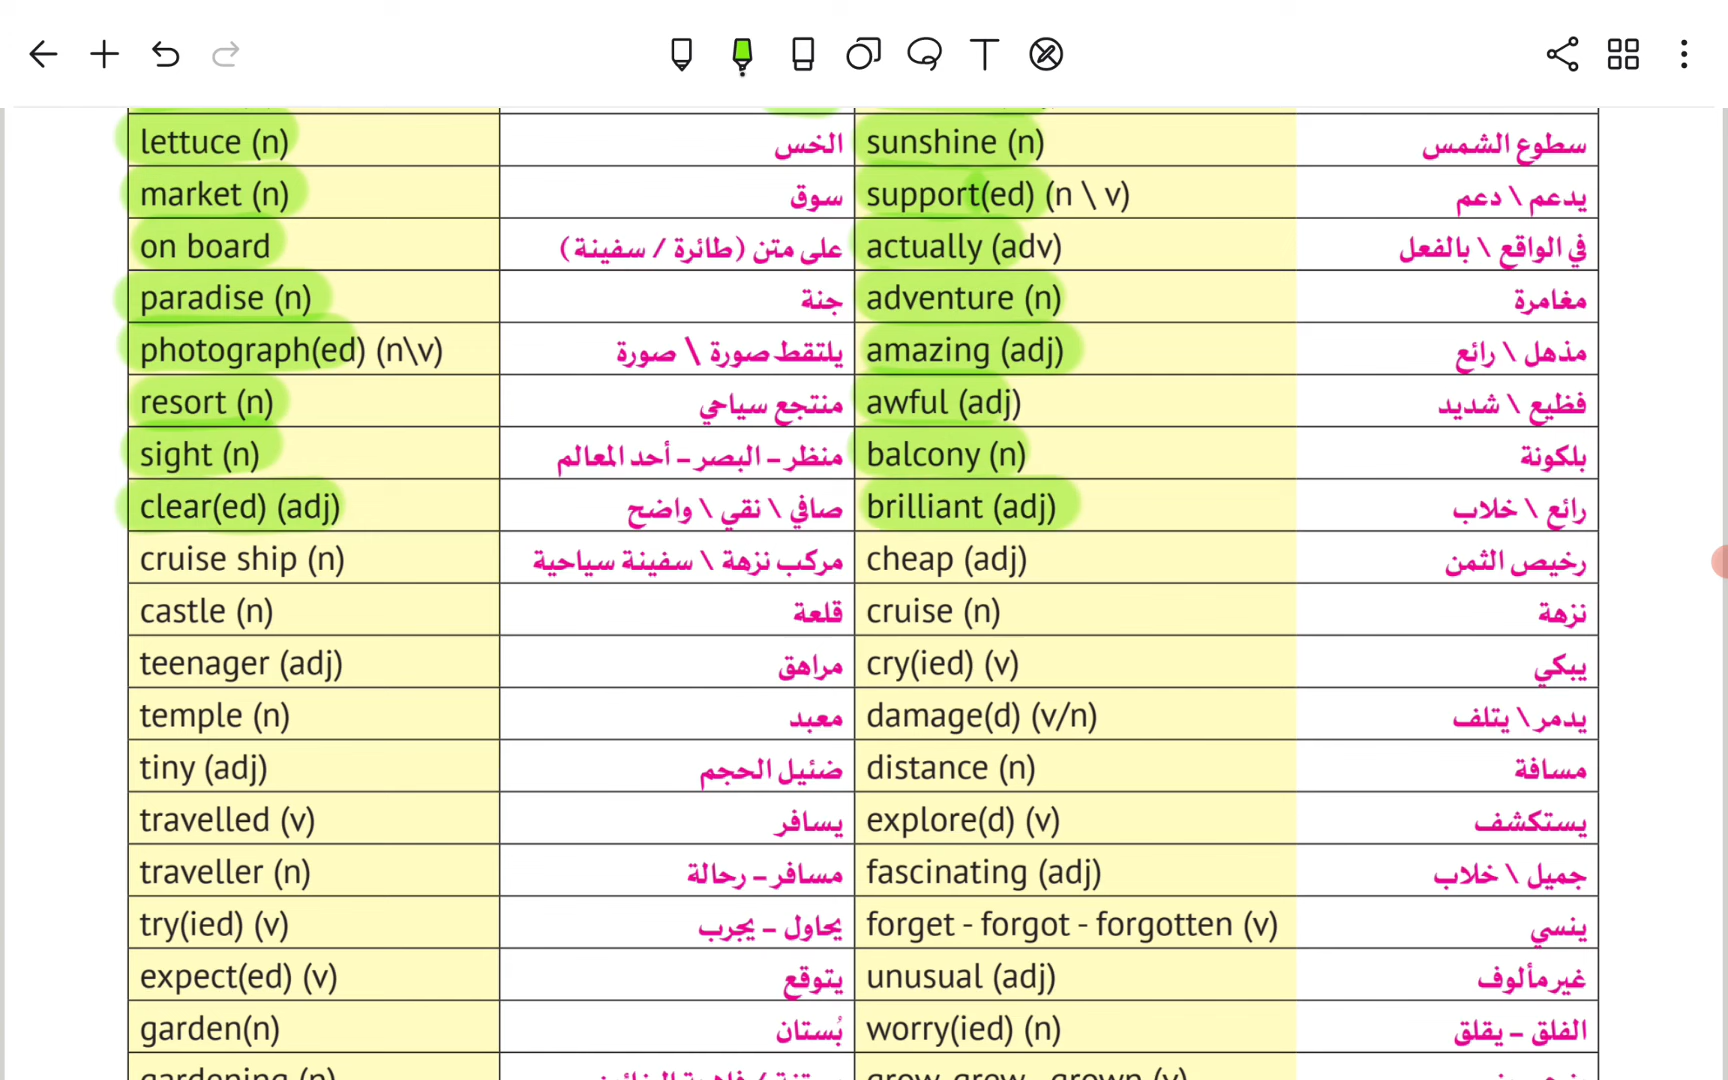 lettuce (n) الخس sunshine (n) سطوع الشمس
market (n) سوق support(ed) (n \ v) يدعم \ دعم
on board على متن (طائرة / سفينة) actually (adv) في الواقع \ بالفعل
paradise (n) جنة adventure (n) مغامرة
photograph(ed) (n\v) يلتقط صورة \ صورة amazing (adj) مذهل \ رائع
resort (n) منتجع سياحي awful (adj) فظيع \ شديد
sight (n) منظر – البصر – أحد المعالم balcony (n) بلكونة
clear(ed) (adj) صافي \ نقي \ واضح brilliant (adj) رائع \ خلاب
cruise ship (n) مركب نزهة \ سفينة سياحية cheap (adj) رخيص الثمن
castle (n) قلعة cruise (n) نزهة
teenager (adj) مراهق cry(ied) (v) يبكي
temple (n) معبد damage(d) (v/n) يدمر \ يتلف
tiny (adj) ضئيل الحجم distance (n) مسافة
travelled (v) يسافر explore(d) (v) يستكشف
traveller (n) مسافر – رحالة fascinating (adj) جميل \ خلاب
try(ied) (v) يحاول – يجرب forget - forgot - forgotten (v) ينسي
expect(ed) (v) يتوقع unusual (adj) غير مألوف
garden(n) بُستان worry(ied) (n) القلق – يقلق
gardening (n) grow-grew - grown (v)